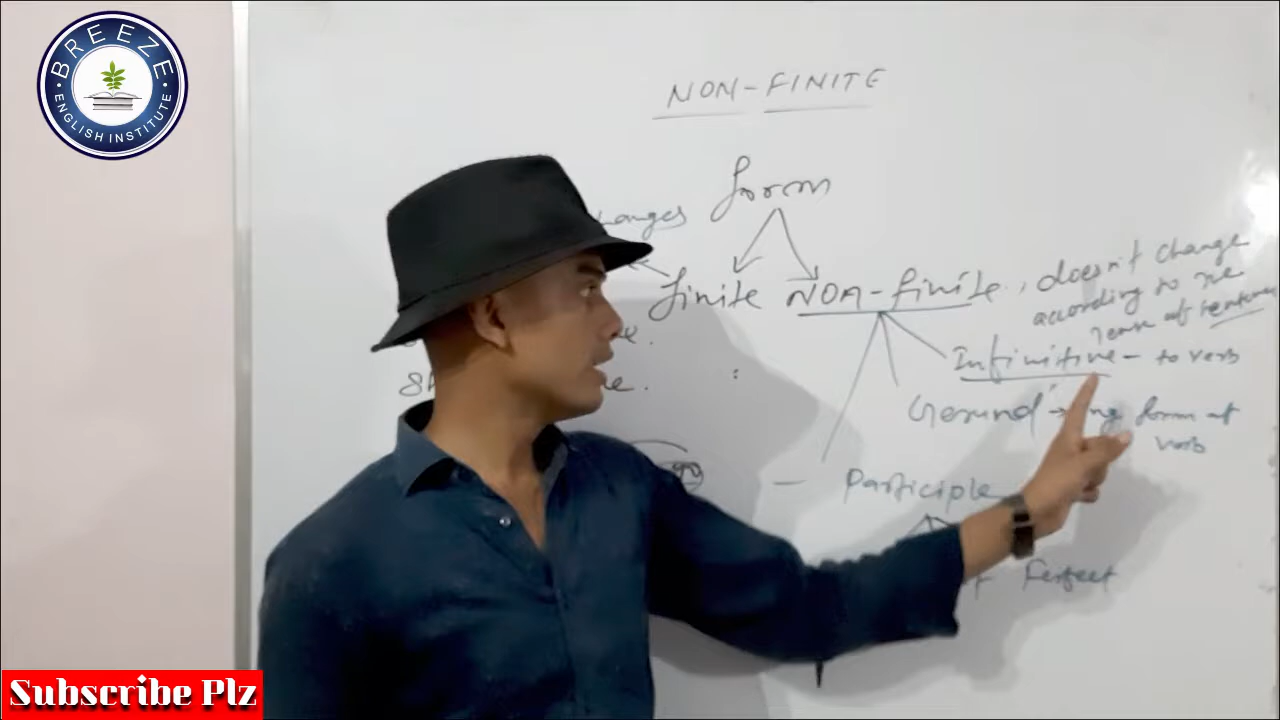 BREEZE
ENGLISH INSTITUTE
NON-FINITE
form
finite NON-finite, doesn't change
according to the
tense of sentence
Infinitive - to verb
Gerund → ing form of
verb
Participle
Perfect
Subscribe Plz